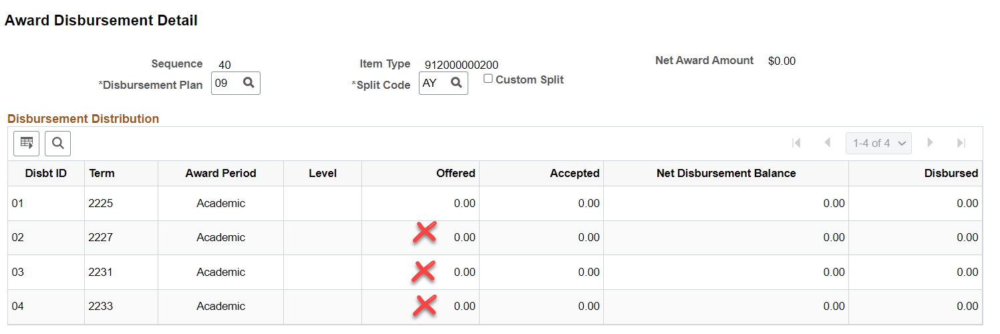 Award Disbursement Detail
Sequence 40 Item Type 912000000200 Net Award Amount $0.00
*Disbursement Plan 09 *Split Code AY Custom Split
Disbursement Distribution
1-4 of 4
Disbt ID Term Award Period Level Offered Accepted Net Disbursement Balance Disbursed
01 2225 Academic 0.00 0.00 0.00 0.00
02 2227 Academic 0.00 0.00 0.00 0.00
03 2231 Academic 0.00 0.00 0.00 0.00
04 2233 Academic 0.00 0.00 0.00 0.00